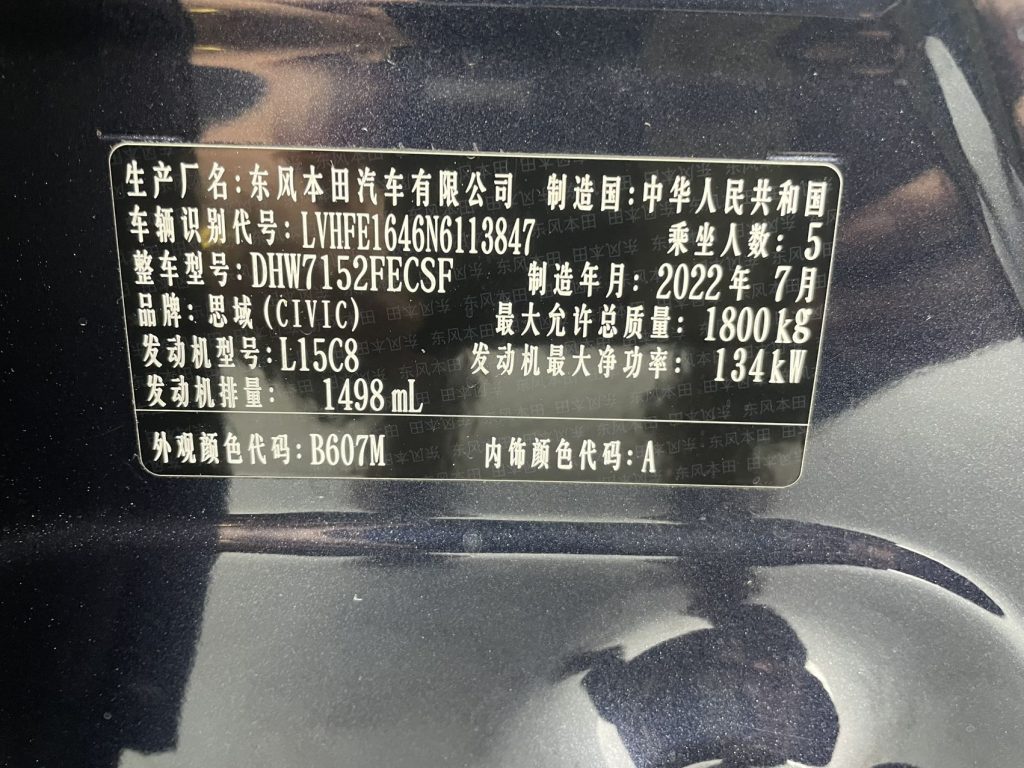 生产厂名:东风本田汽车有限公司 制造国:中华人民共和国
车辆识别代号:LVHFE1646N6113847 乘坐人数:5
整车型号:DHW7152FECSF 制造年月:2022年 7月
品牌:思域(CIVIC) 最大允许总质量:1800kg
发动机型号:L15C8 发动机最大净功率:134kW
发动机排量: 1498mL
外观颜色代码:B607M 内饰颜色代码:A